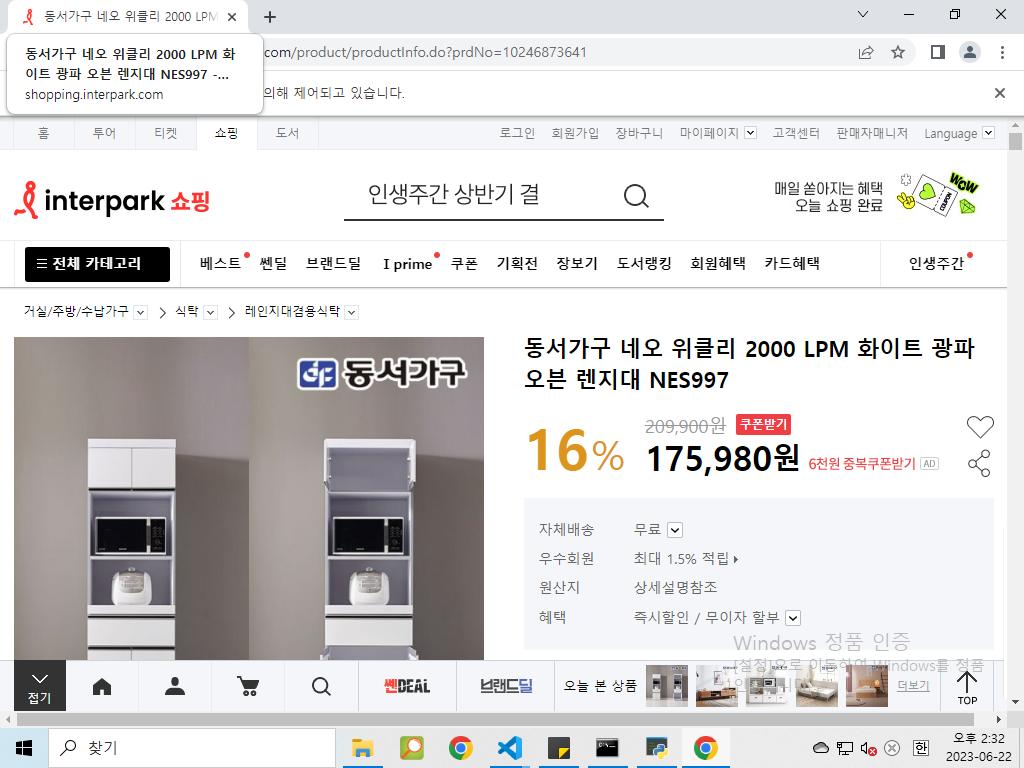 동서가구 네오 위클리 2000 LPM
동서가구 네오 위클리 2000 LPM 화
이트 광파 오븐 렌지대 NES997 -...
shopping.interpark.com
com/product/productInfo.do?prdNo=10246873641
의해 제어되고 있습니다.
홈 투어 티켓 쇼핑 도서 로그인 회원가입 장바구니 마이페이지 고객센터 판매자매니저 Language
interpark 쇼핑
인생주간 상반기 결
매일 쏟아지는 혜택
오늘 쇼핑 완료
WOW
COUPON
전체 카테고리 베스트 쎈딜 브랜드딜 I prime 쿠폰 기획전 장보기 도서랭킹 회원혜택 카드혜택 인생주간
거실/주방/수납가구 > 식탁 > 레인지대겸용식탁
동서가구
동서가구 네오 위클리 2000 LPM 화이트 광파
오븐 렌지대 NES997
16%
209,900원 쿠폰받기
175,980원 6천원 중복쿠폰받기 AD
자체배송 무료
우수회원 최대 1.5% 적립
원산지 상세설명참조
혜택 즉시할인 / 무이자 할부
Windows 정품 인증
[설정]으로 이동하여 Windows를 정품
접기
쎈DEAL
브랜드딜
오늘 본 상품
더보기
TOP
찾기
한
오후 2:32
2023-06-22